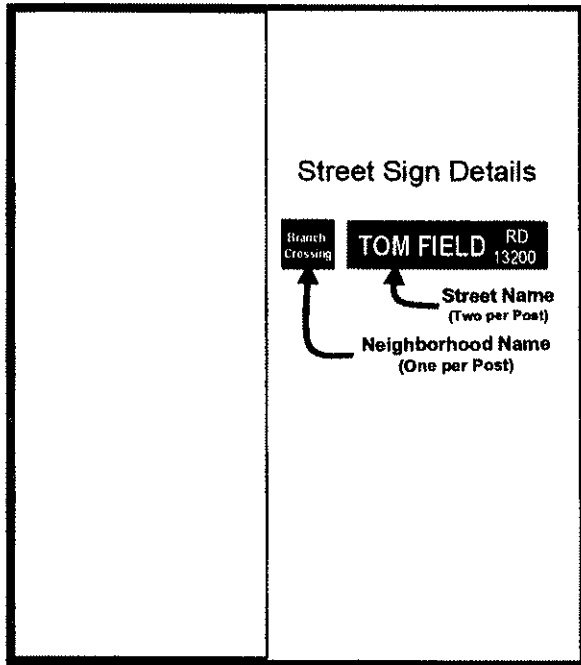 Street Sign Details
Branch
Crossing
TOM FIELD RD
13200
Street Name
(Two per Post)
Neighborhood Name
(One per Post)